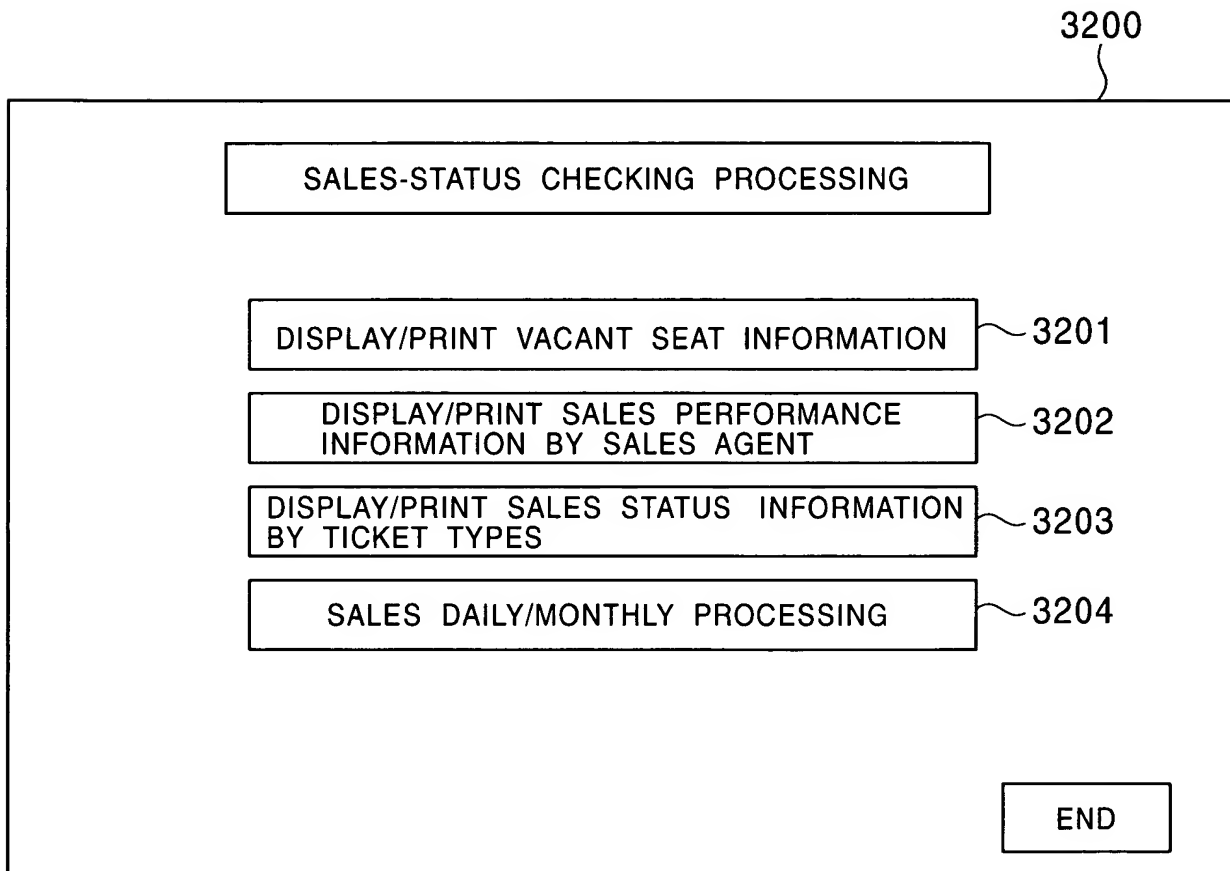 3200
SALES-STATUS CHECKING PROCESSING
DISPLAY/PRINT VACANT SEAT INFORMATION
3201
DISPLAY/PRINT SALES PERFORMANCE
INFORMATION BY SALES AGENT
3202
DISPLAY/PRINT SALES STATUS INFORMATION
BY TICKET TYPES
3203
SALES DAILY/MONTHLY PROCESSING
3204
END